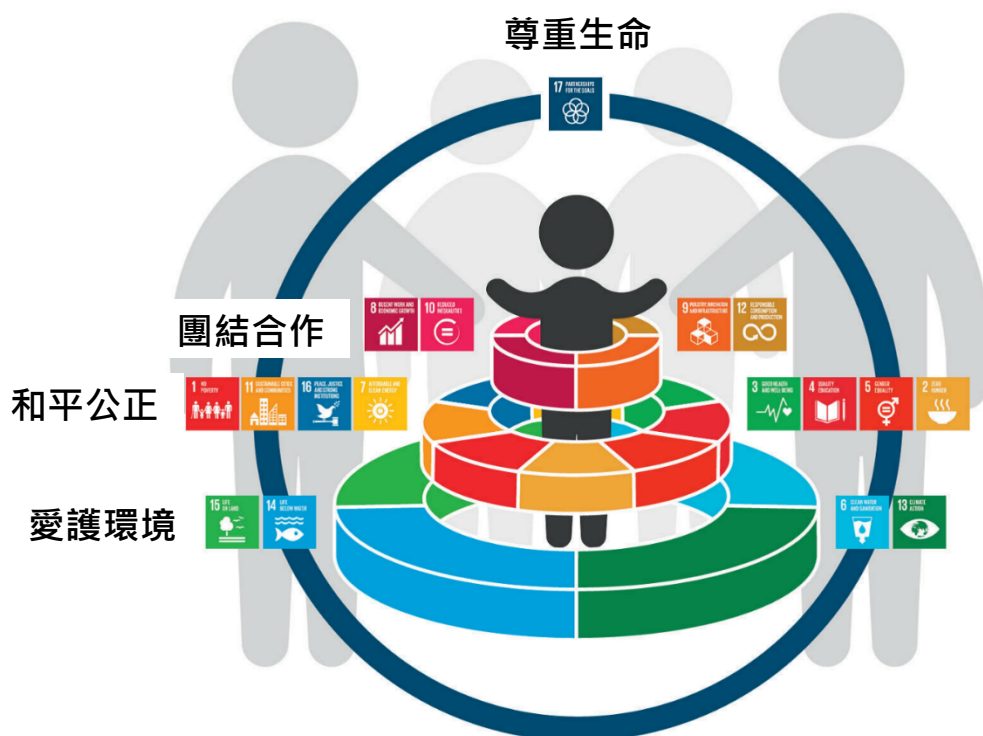 尊重生命
17 PARTNERSHIPS
FOR THE GOALS
團結合作
8 DECENT WORK AND
ECONOMIC GROWTH
10 REDUCED
INEQUALITIES
9 INDUSTRY, INNOVATION
AND INFRASTRUCTURE
12 RESPONSIBLE
CONSUMPTION
AND PRODUCTION
和平公正
1 NO
POVERTY
11 SUSTAINABLE CITIES
AND COMMUNITIES
16 PEACE, JUSTICE
AND STRONG
INSTITUTIONS
7 AFFORDABLE AND
CLEAN ENERGY
3 GOOD HEALTH
AND WELL-BEING
4 QUALITY
EDUCATION
5 GENDER
EQUALITY
2 ZERO
HUNGER
愛護環境
15 LIFE
ON LAND
14 LIFE
BELOW WATER
6 CLEAN WATER
AND SANITATION
13 CLIMATE
ACTION